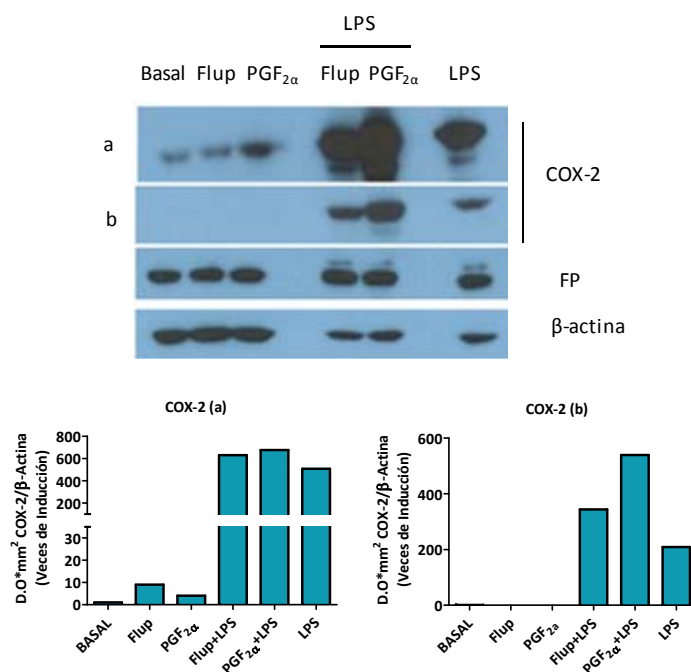 LPS
Basal Flup PGF2α Flup PGF2α LPS
a
COX-2
b
FP
β-actina
COX-2 (a)
D.O*mm² COX-2/β-Actina
(Veces de Inducción)
800
600
400
200
30
20
10
0
BASAL
Flup
PGF2α
Flup+LPS
PGF2α+LPS
LPS
COX-2 (b)
D.O*mm² COX-2/β-Actina
(Veces de Inducción)
600
400
200
0
BASAL
Flup
PGF2a
Flup+LPS
PGF2α+LPS
LPS